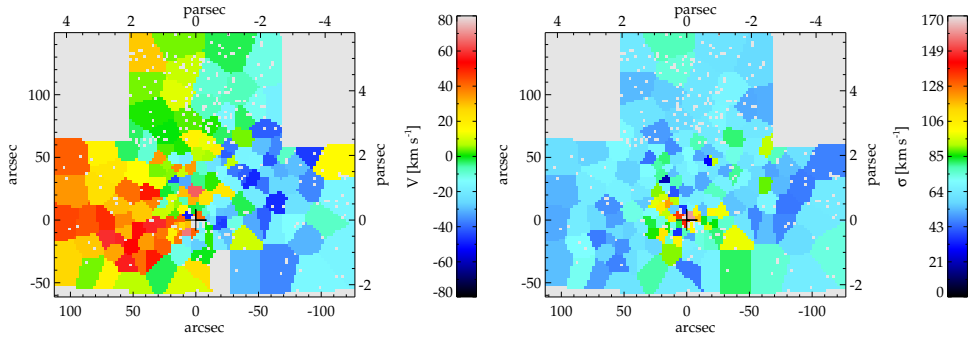 parsec parsec
4 2 0 -2 -4 4 2 0 -2 -4
80 170
60 149
100 4 100 4
40 128
20 106
50 2 50 2
arcsec parsec V [km s⁻¹] 0 arcsec parsec σ [km s⁻¹] 85
-20 64
0 0 0 0
-40 43
-60 21
-50 -2 -50 -2
-80 0
100 50 0 -50 -100 100 50 0 -50 -100
arcsec arcsec